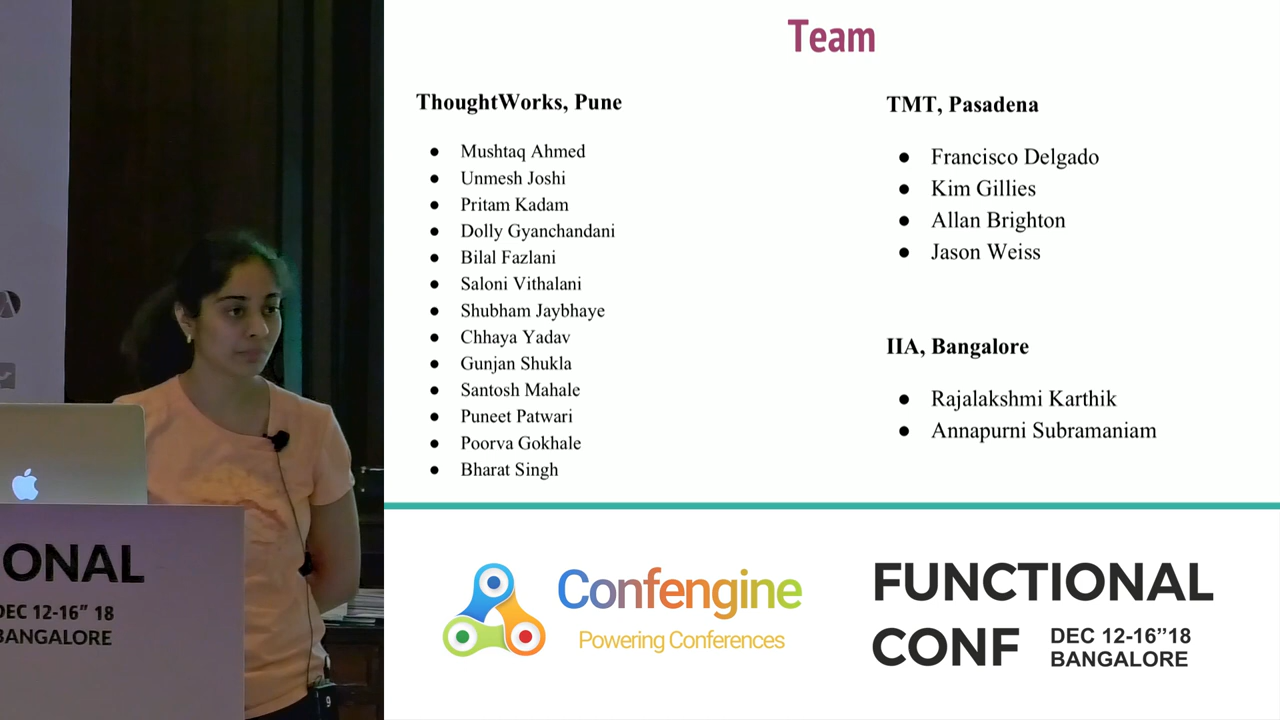 Team
ThoughtWorks, Pune
Mushtaq Ahmed
Unmesh Joshi
Pritam Kadam
Dolly Gyanchandani
Bilal Fazlani
Saloni Vithalani
Shubham Jaybhaye
Chhaya Yadav
Gunjan Shukla
Santosh Mahale
Puneet Patwari
Poorva Gokhale
Bharat Singh
TMT, Pasadena
Francisco Delgado
Kim Gillies
Allan Brighton
Jason Weiss
IIA, Bangalore
Rajalakshmi Karthik
Annapurni Subramaniam
ONAL
DEC 12-16” 18
BANGALORE
9
Confengine
Powering Conferences
FUNCTIONAL
CONF
DEC 12-16”18
BANGALORE